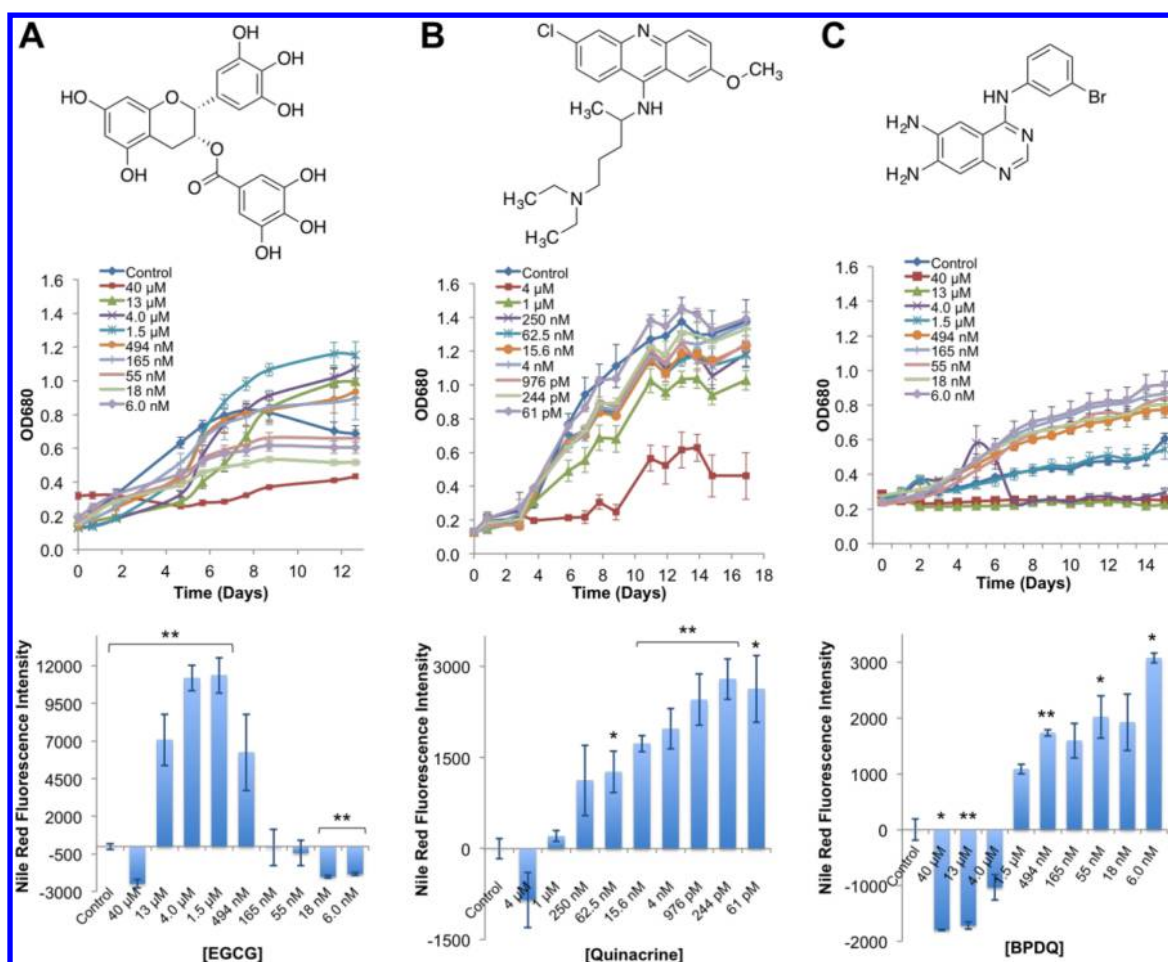 A
OH
OH
HO
O
OH
O
OH
O
OH
OH
OH
B
Cl
N
O
CH₃
CH₃
NH
H₃C
N
H₃C
C
HN
Br
H₂N
N
H₂N
N
Control
40 µM
13 µM
4.0 µM
1.5 µM
494 nM
165 nM
55 nM
18 nM
6.0 nM
OD680
1.6
1.4
1.2
1.0
0.8
0.6
0.4
0.2
0.0
0 2 4 6 8 10 12
Time (Days)
Control
4 µM
1 µM
250 nM
62.5 nM
15.6 nM
4 nM
976 pM
244 pM
61 pM
OD680
1.6
1.4
1.2
1.0
0.8
0.6
0.4
0.2
0.0
0 2 4 6 8 10 12 14 16 18
Time (Days)
Control
40 µM
13 µM
4.0 µM
1.5 µM
494 nM
165 nM
55 nM
18 nM
6.0 nM
OD680
1.6
1.4
1.2
1.0
0.8
0.6
0.4
0.2
0.0
0 2 4 6 8 10 12 14
Time (Days)
Nile Red Fluorescence Intensity
12000
9500
7000
4500
2000
-500
-3000
**
**
Control 40 µM 13 µM 4.0 µM 1.5 µM 494 nM 165 nM 55 nM 18 nM 6.0 nM
[EGCG]
Nile Red Fluorescence Intensity
3000
1500
0
-1500
*
**
*
Control 4 µM 1 µM 250 nM 62.5 nM 15.6 nM 4 nM 976 pM 244 pM 61 pM
[Quinacrine]
Nile Red Fluorescence Intensity
3000
2000
1000
0
-1000
-2000
*
**
**
*
*
Control 40 µM 13 µM 4.0 µM 1.5 µM 494 nM 165 nM 55 nM 18 nM 6.0 nM
[BPDQ]